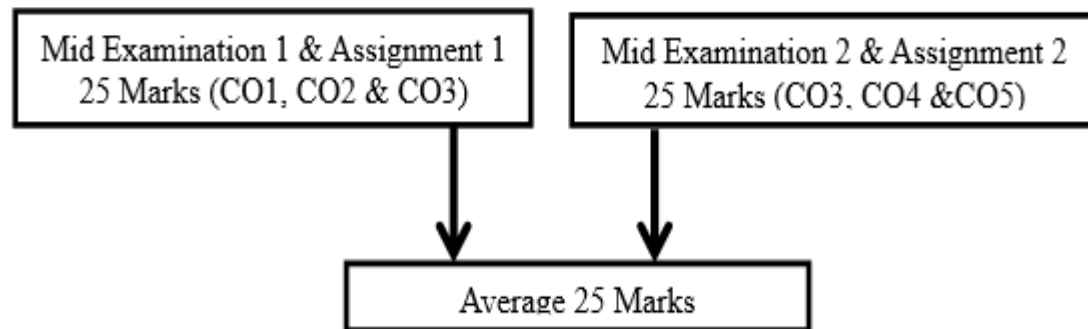 Mid Examination 1 & Assignment 1
25 Marks (CO1, CO2 & CO3)
Mid Examination 2 & Assignment 2
25 Marks (CO3, CO4 &CO5)
Average 25 Marks